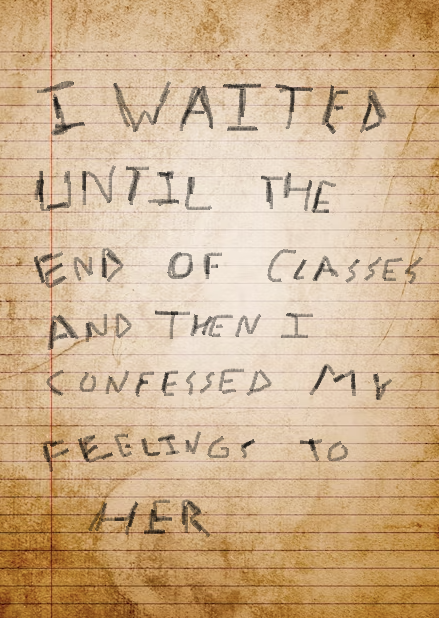 I WAITED
UNTIL THE
END OF CLASSES
AND THEN I
CONFESSED MY
FEELINGS TO
HER